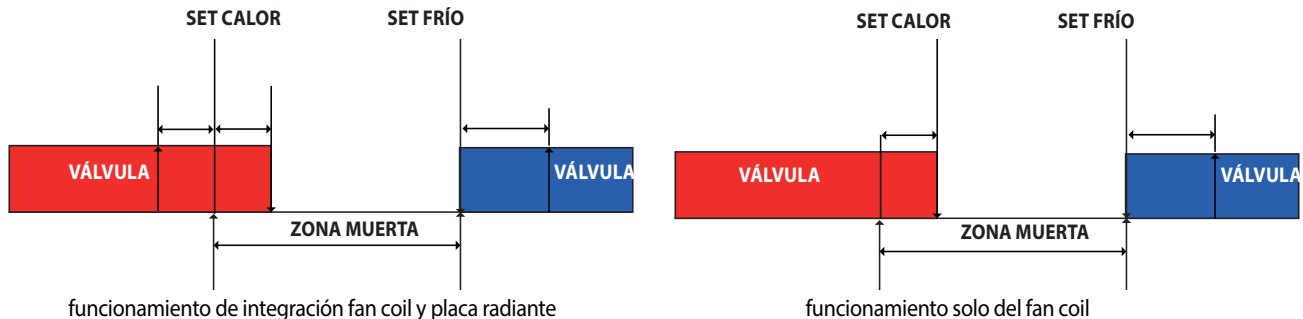 SET CALOR
SET FRÍO
VÁLVULA
VÁLVULA
ZONA MUERTA
funcionamiento de integración fan coil y placa radiante
SET CALOR
SET FRÍO
VÁLVULA
VÁLVULA
ZONA MUERTA
funcionamiento solo del fan coil